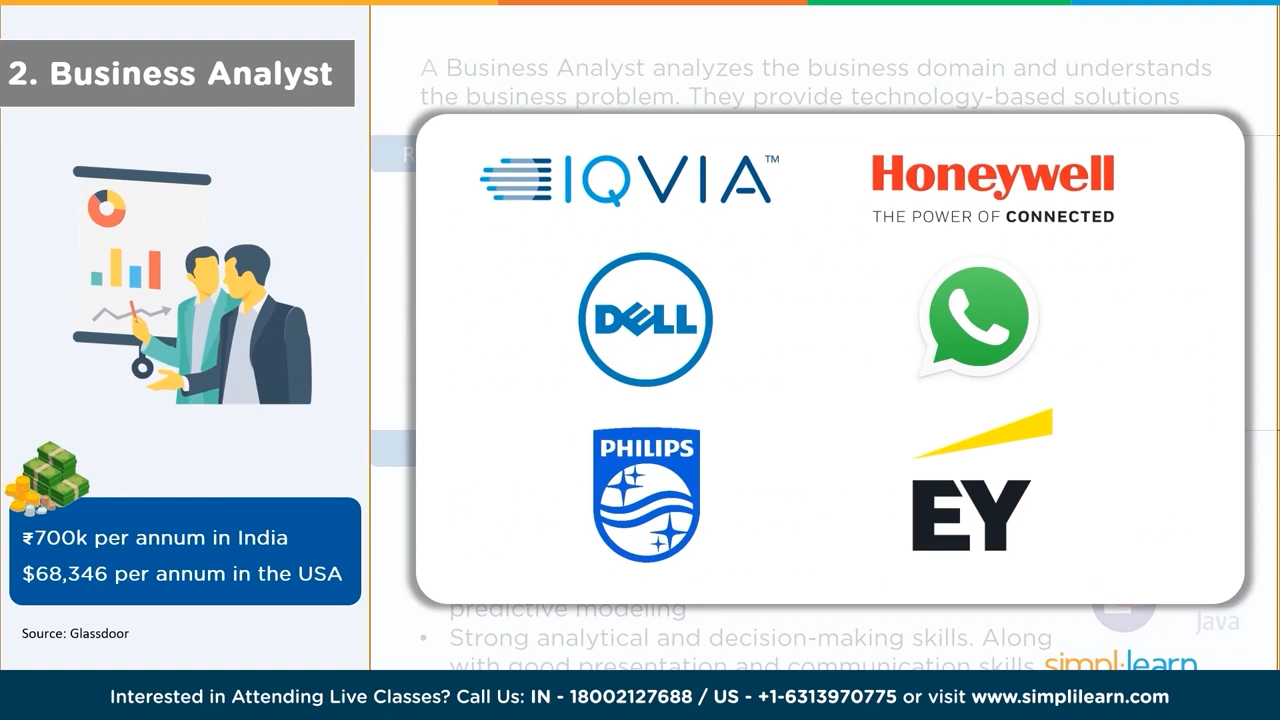 2. Business Analyst
A Business Analyst analyzes the business domain and understands
the business problem. They provide technology-based solutions
R
IQVIA™
Honeywell
THE POWER OF CONNECTED
DELL
PHILIPS
EY
₹700k per annum in India
$68,346 per annum in the USA
Source: Glassdoor
predictive modeling
• Strong analytical and decision-making skills. Along
with good presentation and communication skills
Java
simplilearn
Interested in Attending Live Classes? Call Us: IN - 18002127688 / US - +1-6313970775 or visit www.simplilearn.com